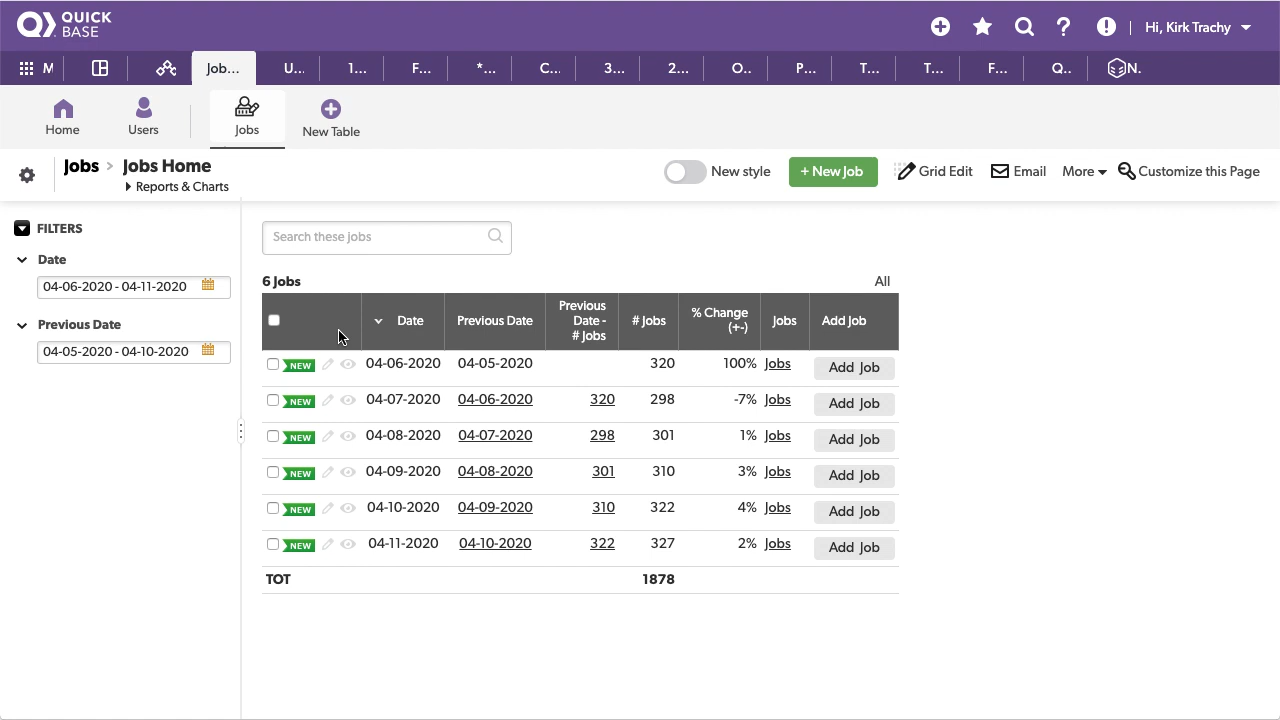 QUICK BASE
Hi, Kirk Trachy
M Job... U... 1... F... *... C... 3... 2... O.. P... T... T... F... Q.. N.
Home Users Jobs New Table
Jobs > Jobs Home
Reports & Charts
New style + New Job Grid Edit Email More Customize this Page
FILTERS
Date
04-06-2020 - 04-11-2020
Previous Date
04-05-2020 - 04-10-2020
Search these jobs
6 Jobs All
Date Previous Date Previous Date - # Jobs # Jobs % Change (+-) Jobs Add Job
NEW 04-06-2020 04-05-2020 320 100% Jobs Add Job
NEW 04-07-2020 04-06-2020 320 298 -7% Jobs Add Job
NEW 04-08-2020 04-07-2020 298 301 1% Jobs Add Job
NEW 04-09-2020 04-08-2020 301 310 3% Jobs Add Job
NEW 04-10-2020 04-09-2020 310 322 4% Jobs Add Job
NEW 04-11-2020 04-10-2020 322 327 2% Jobs Add Job
TOT 1878